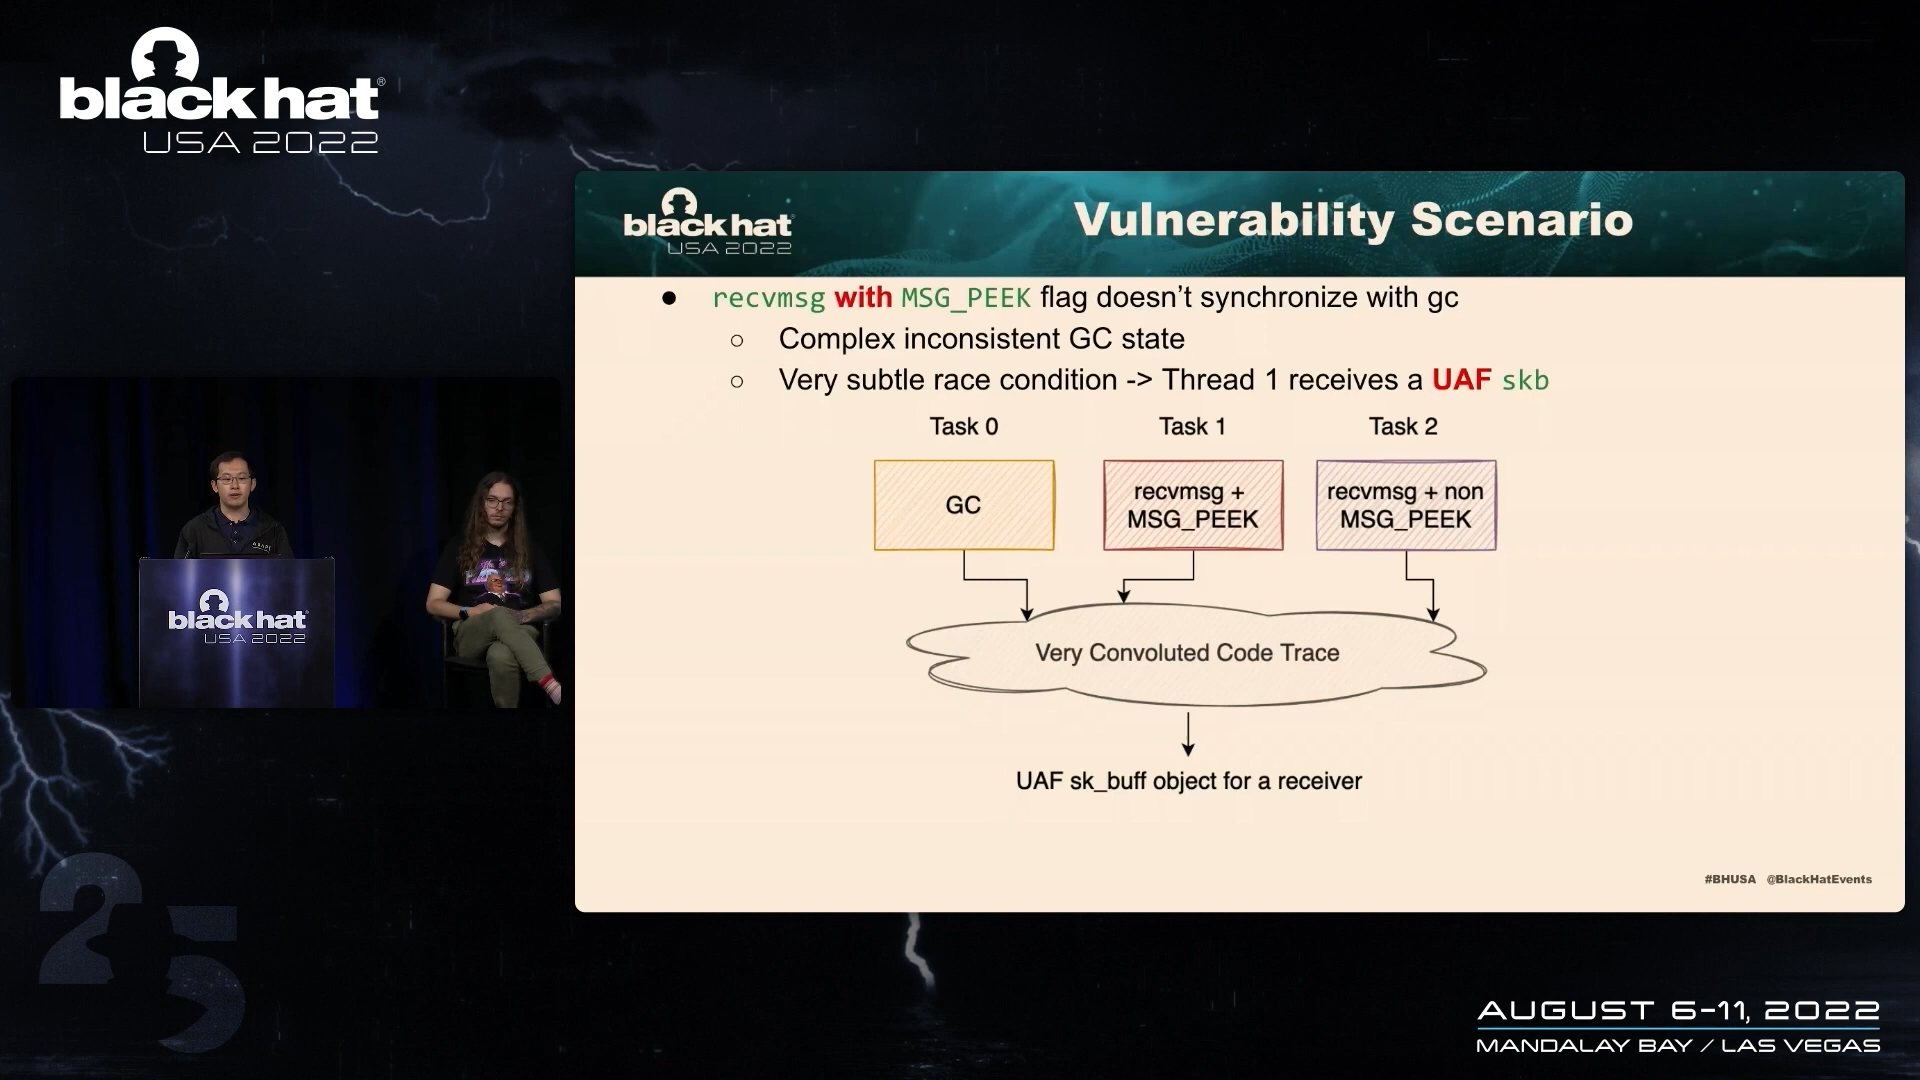 black hat®
USA 2022
black hat
USA 2022
Vulnerability Scenario
● recvmsg with MSG_PEEK flag doesn’t synchronize with gc
○ Complex inconsistent GC state
○ Very subtle race condition -> Thread 1 receives a UAF skb
Task 0 Task 1 Task 2
GC
recvmsg +
MSG_PEEK
recvmsg + non
MSG_PEEK
Very Convoluted Code Trace
UAF sk_buff object for a receiver
#BHUSA @BlackHatEvents
black hat
USA 2022
25
AUGUST 6-11, 2022
MANDALAY BAY / LAS VEGAS